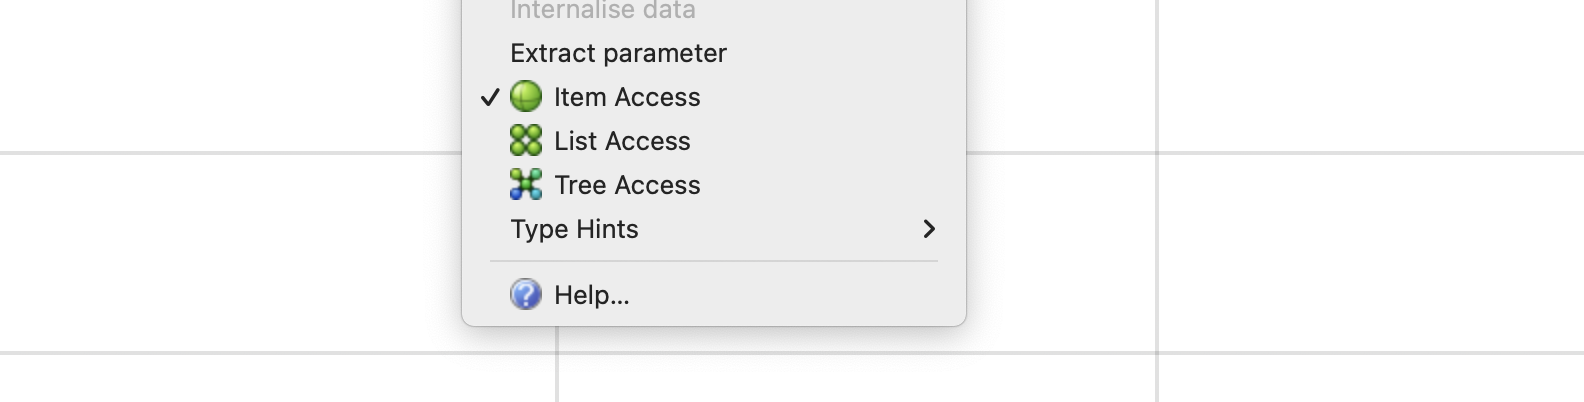 Internalise data
Extract parameter
Item Access
List Access
Tree Access
Type Hints
Help...